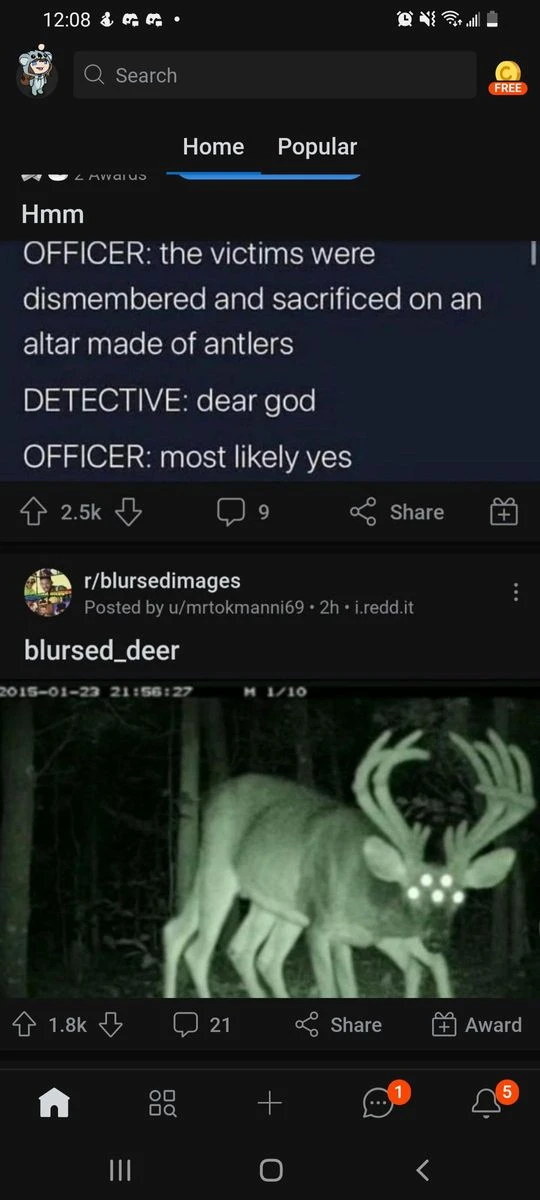 12:08
Search
C
FREE
Home Popular
2 Awards
Hmm
OFFICER: the victims were
dismembered and sacrificed on an
altar made of antlers
DETECTIVE: dear god
OFFICER: most likely yes
2.5k 9 Share
r/blursedimages
Posted by u/mrtokmanni69 • 2h • i.redd.it
blursed_deer
2015-01-23 21:56:27 M 1/10
1.8k 21 Share Award
1 5